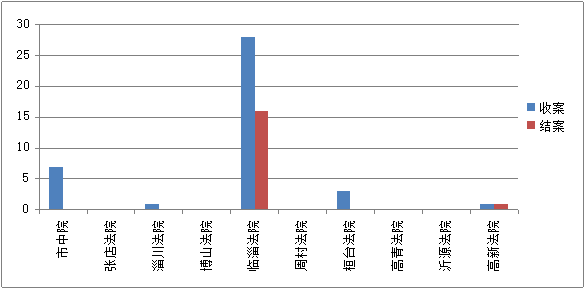 30
25
20
15
10
5
0
市中院
张店法院
淄川法院
博山法院
临淄法院
周村法院
桓台法院
高青法院
沂源法院
高新法院
收案
结案